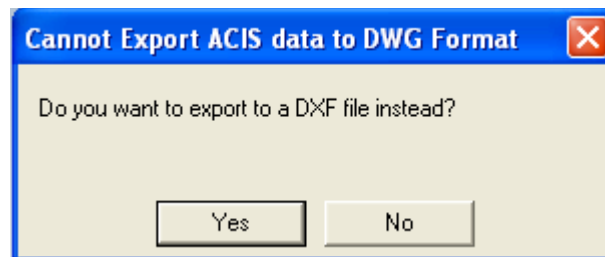 Cannot Export ACIS data to DWG Format
Do you want to export to a DXF file instead?
Yes No